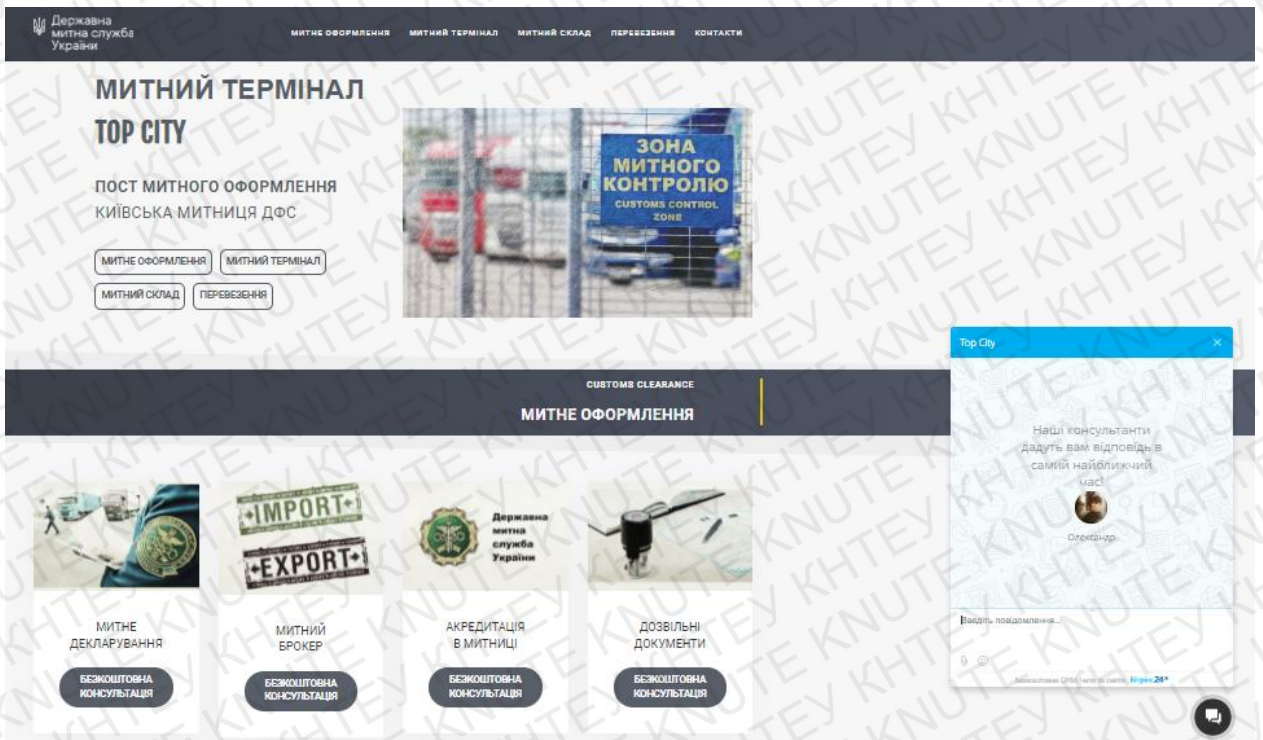 Державна
митна служба
України
МИТНЕ ОФОРМЛЕННЯ МИТНИЙ ТЕРМІНАЛ МИТНИЙ СКЛАД ПЕРЕВЕЗЕННЯ КОНТАКТИ
МИТНИЙ ТЕРМІНАЛ
TOP CITY
ПОСТ МИТНОГО ОФОРМЛЕННЯ
КИЇВСЬКА МИТНИЦЯ ДФС
МИТНЕ ОФОРМЛЕННЯ МИТНИЙ ТЕРМІНАЛ
МИТНИЙ СКЛАД ПЕРЕВЕЗЕННЯ
ЗОНА
МИТНОГО
КОНТРОЛЮ
CUSTOMS CONTROL
ZONE
CUSTOMS CLEARANCE
МИТНЕ ОФОРМЛЕННЯ
IMPORT
EXPORT
Державна
митна
служба
України
МИТНЕ
ДЕКЛАРУВАННЯ
БЕЗКОШТОВНА
КОНСУЛЬТАЦІЯ
МИТНИЙ
БРОКЕР
БЕЗКОШТОВНА
КОНСУЛЬТАЦІЯ
АКРЕДИТАЦІЯ
В МИТНИЦІ
БЕЗКОШТОВНА
КОНСУЛЬТАЦІЯ
ДОЗВІЛЬНІ
ДОКУМЕНТИ
БЕЗКОШТОВНА
КОНСУЛЬТАЦІЯ
Top City
Наші консультанти
дадуть вам відповідь в
самий найближчий
час!
Олександр
Введіть повідомлення...
KNUTE КНТЕУ